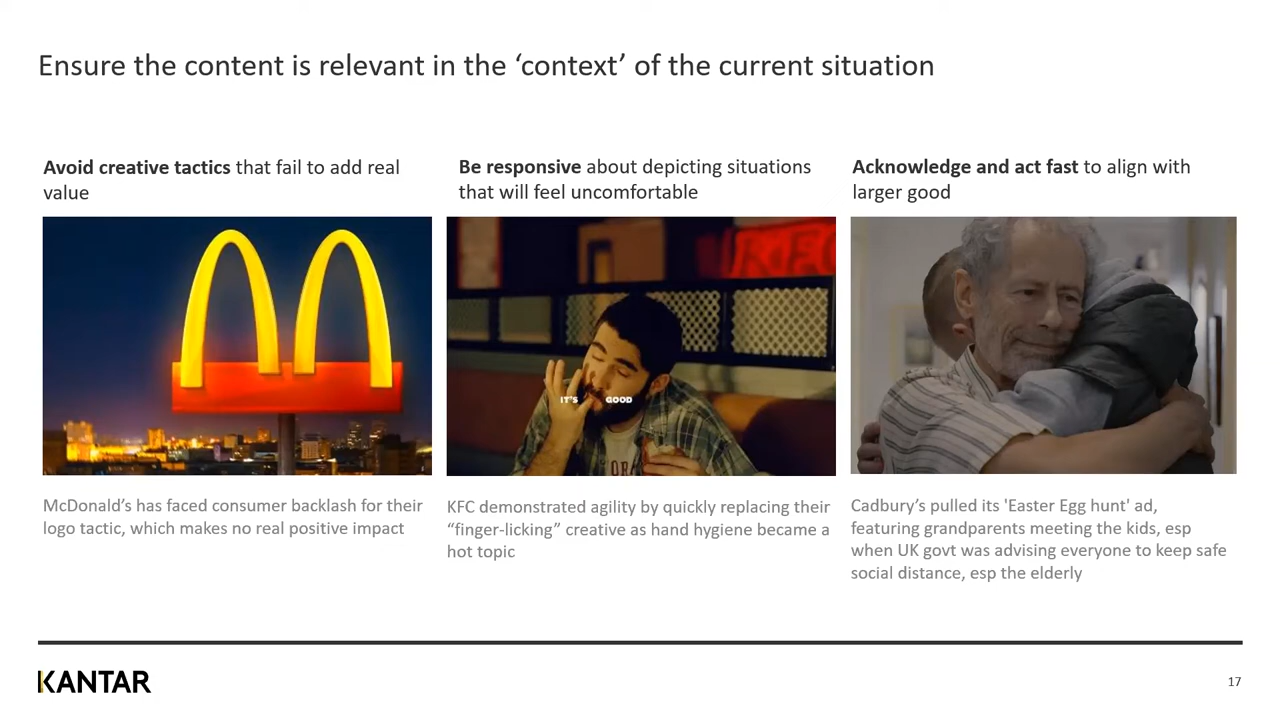 Ensure the content is relevant in the ‘context’ of the current situation
Avoid creative tactics that fail to add real
value
Be responsive about depicting situations
that will feel uncomfortable
Acknowledge and act fast to align with
larger good
IT'S GOOD
McDonald’s has faced consumer backlash for their
logo tactic, which makes no real positive impact
KFC demonstrated agility by quickly replacing their
“finger-licking” creative as hand hygiene became a
hot topic
Cadbury’s pulled its 'Easter Egg hunt' ad,
featuring grandparents meeting the kids, esp
when UK govt was advising everyone to keep safe
social distance, esp the elderly
KANTAR
17